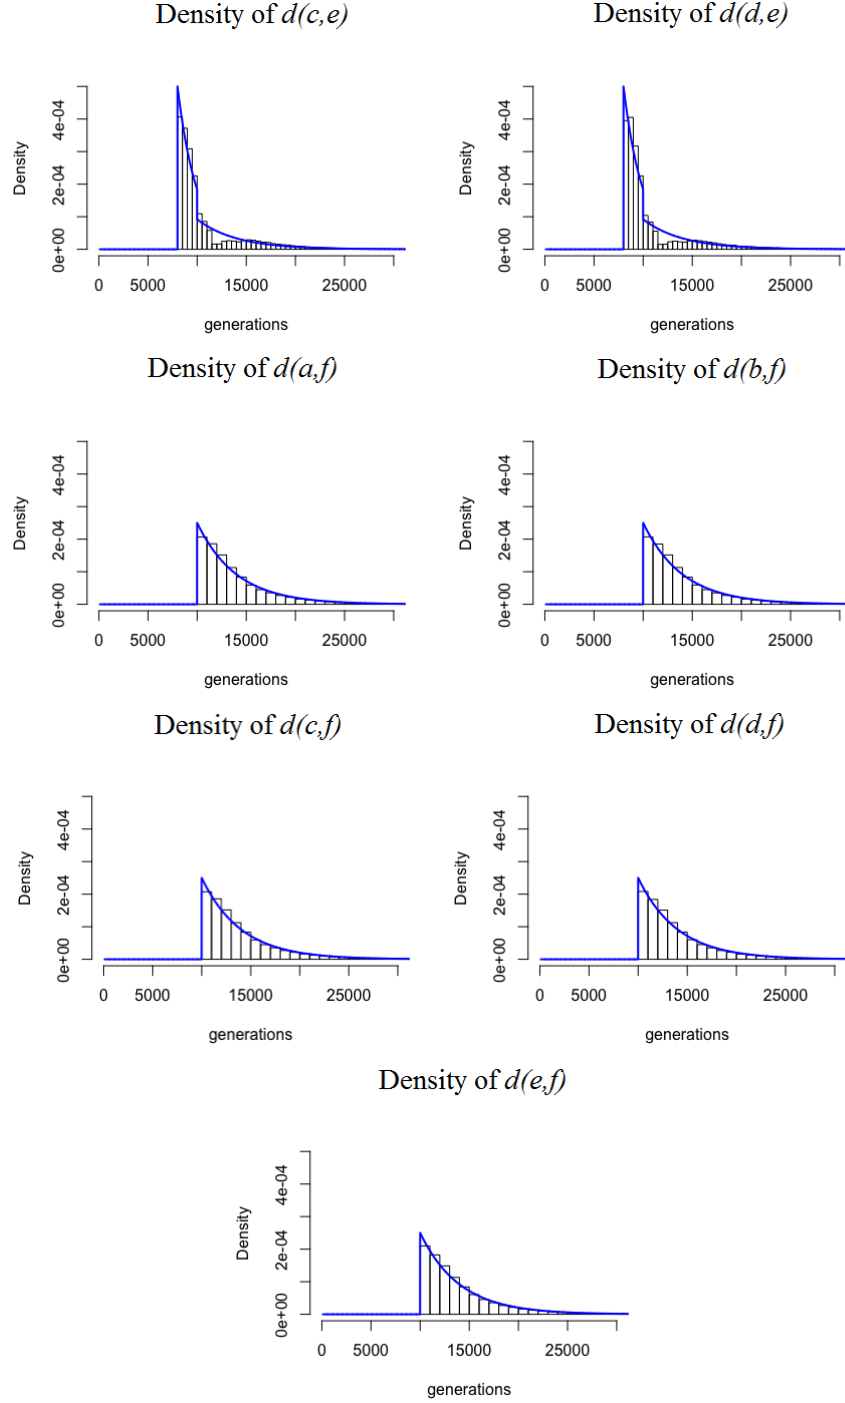 Density of d(c,e)
Density of d(d,e)
Density
0e+00 2e-04 4e-04
0 5000 15000 25000
generations
Density
0e+00 2e-04 4e-04
0 5000 15000 25000
generations
Density of d(a,f)
Density of d(b,f)
Density
0e+00 2e-04 4e-04
0 5000 15000 25000
generations
Density
0e+00 2e-04 4e-04
0 5000 15000 25000
generations
Density of d(c,f)
Density of d(d,f)
Density
0e+00 2e-04 4e-04
0 5000 15000 25000
generations
Density
0e+00 2e-04 4e-04
0 5000 15000 25000
generations
Density of d(e,f)
Density
0e+00 2e-04 4e-04
0 5000 15000 25000
generations